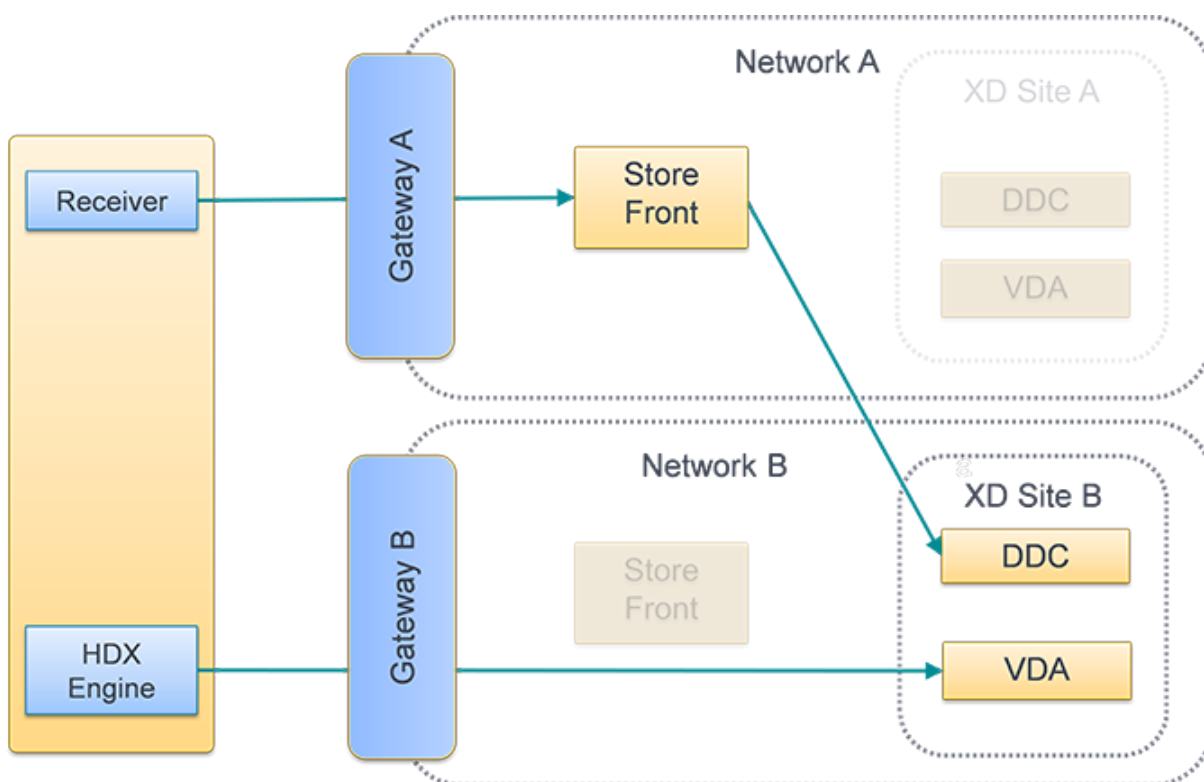 Network A
XD Site A
Gateway A
Receiver
Store
Front
DDC
VDA
Network B
XD Site B
Gateway B
Store
Front
DDC
HDX
Engine
VDA